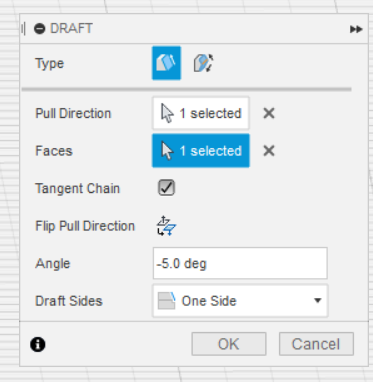 DRAFT
Type
Pull Direction 1 selected
Faces 1 selected
Tangent Chain
Flip Pull Direction
Angle -5.0 deg
Draft Sides One Side
OK Cancel